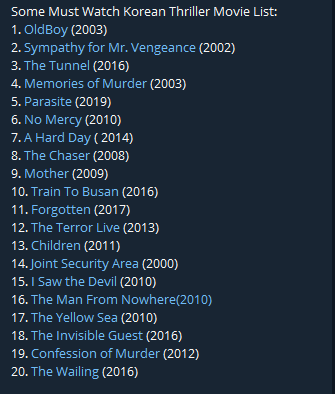 Some Must Watch Korean Thriller Movie List:
1. OldBoy (2003)
2. Sympathy for Mr. Vengeance (2002)
3. The Tunnel (2016)
4. Memories of Murder (2003)
5. Parasite (2019)
6. No Mercy (2010)
7. A Hard Day ( 2014)
8. The Chaser (2008)
9. Mother (2009)
10. Train To Busan (2016)
11. Forgotten (2017)
12. The Terror Live (2013)
13. Children (2011)
14. Joint Security Area (2000)
15. I Saw the Devil (2010)
16. The Man From Nowhere(2010)
17. The Yellow Sea (2010)
18. The Invisible Guest (2016)
19. Confession of Murder (2012)
20. The Wailing (2016)